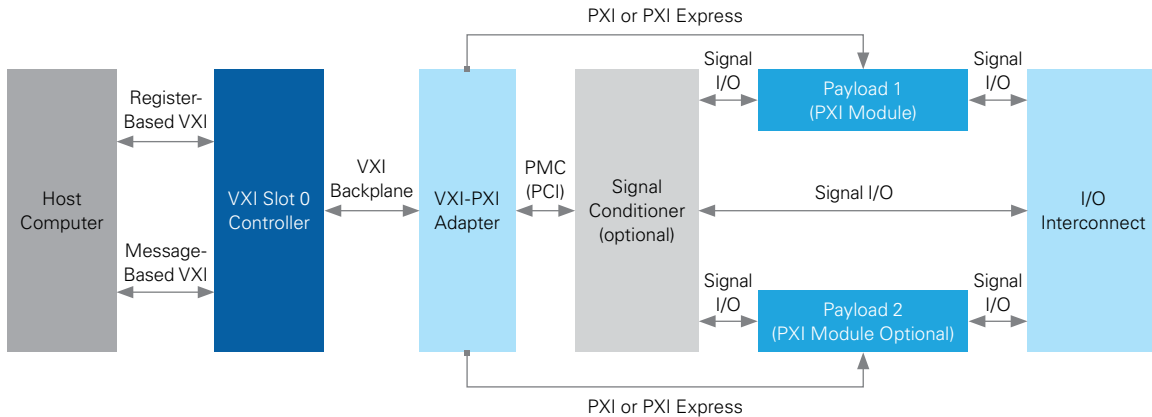 PXI or PXI Express
Host
Computer
Register-
Based VXI
Message-
Based VXI
VXI Slot 0
Controller
VXI
Backplane
VXI-PXI
Adapter
PMC
(PCI)
Signal
Conditioner
(optional)
Signal
I/O
Payload 1
(PXI Module)
Signal
I/O
Signal I/O
Signal
I/O
Payload 2
(PXI Module Optional)
Signal
I/O
I/O
Interconnect
PXI or PXI Express